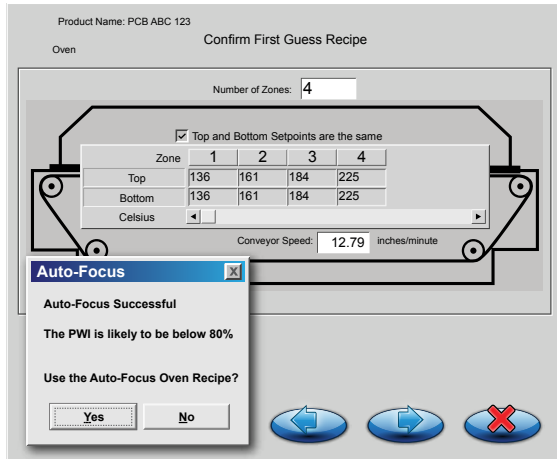 Product Name: PCB ABC 123
Confirm First Guess Recipe
Oven
Number of Zones: 4
Top and Bottom Setpoints are the same
Zone 1 2 3 4
Top 136 161 184 225
Bottom 136 161 184 225
Celsius
Conveyor Speed: 12.79 inches/minute
Auto-Focus X
Auto-Focus Successful
The PWI is likely to be below 80%
Use the Auto-Focus Oven Recipe?
Yes No